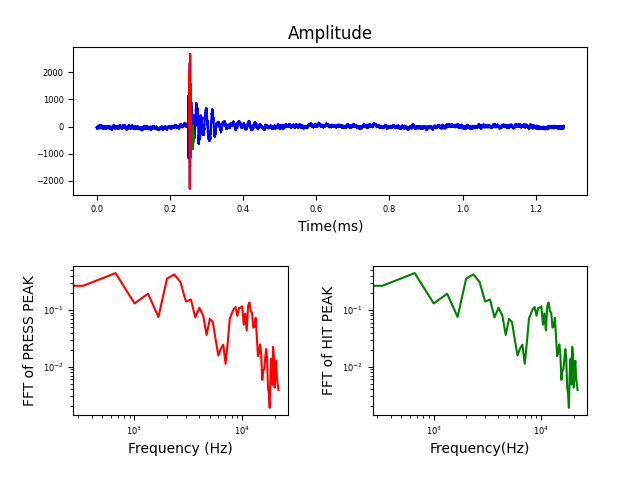 Amplitude
2000
1000
0
−1000
−2000
0.0 0.2 0.4 0.6 0.8 1.0 1.2
Time(ms)
FFT of PRESS PEAK
10⁻¹
10⁻²
10³ 10⁴
Frequency (Hz)
FFT of HIT PEAK
10⁻¹
10⁻²
10³ 10⁴
Frequency(Hz)